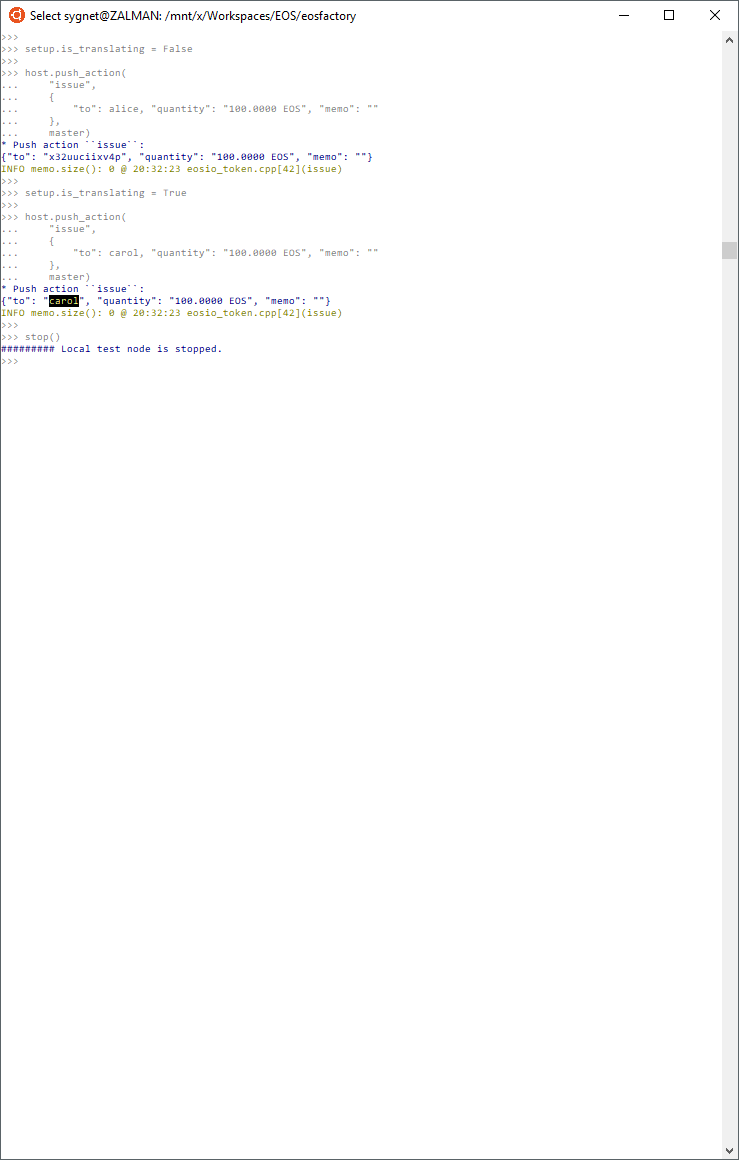 Select sygnet@ZALMAN: /mnt/x/Workspaces/EOS/eosfactory
>>>
>>> setup.is_translating = False
>>>
>>> host.push_action(
...     "issue",
...     {
...         "to": alice, "quantity": "100.0000 EOS", "memo": ""
...     },
...     master)
* Push action ``issue``:
{"to": "x32uuciixv4p", "quantity": "100.0000 EOS", "memo": ""}
INFO memo.size(): 0 @ 20:32:23 eosio_token.cpp[42](issue)
>>>
>>> setup.is_translating = True
>>>
>>> host.push_action(
...     "issue",
...     {
...         "to": carol, "quantity": "100.0000 EOS", "memo": ""
...     },
...     master)
* Push action ``issue``:
{"to": "carol", "quantity": "100.0000 EOS", "memo": ""}
INFO memo.size(): 0 @ 20:32:23 eosio_token.cpp[42](issue)
>>>
>>> stop()
######### Local test node is stopped.
>>>